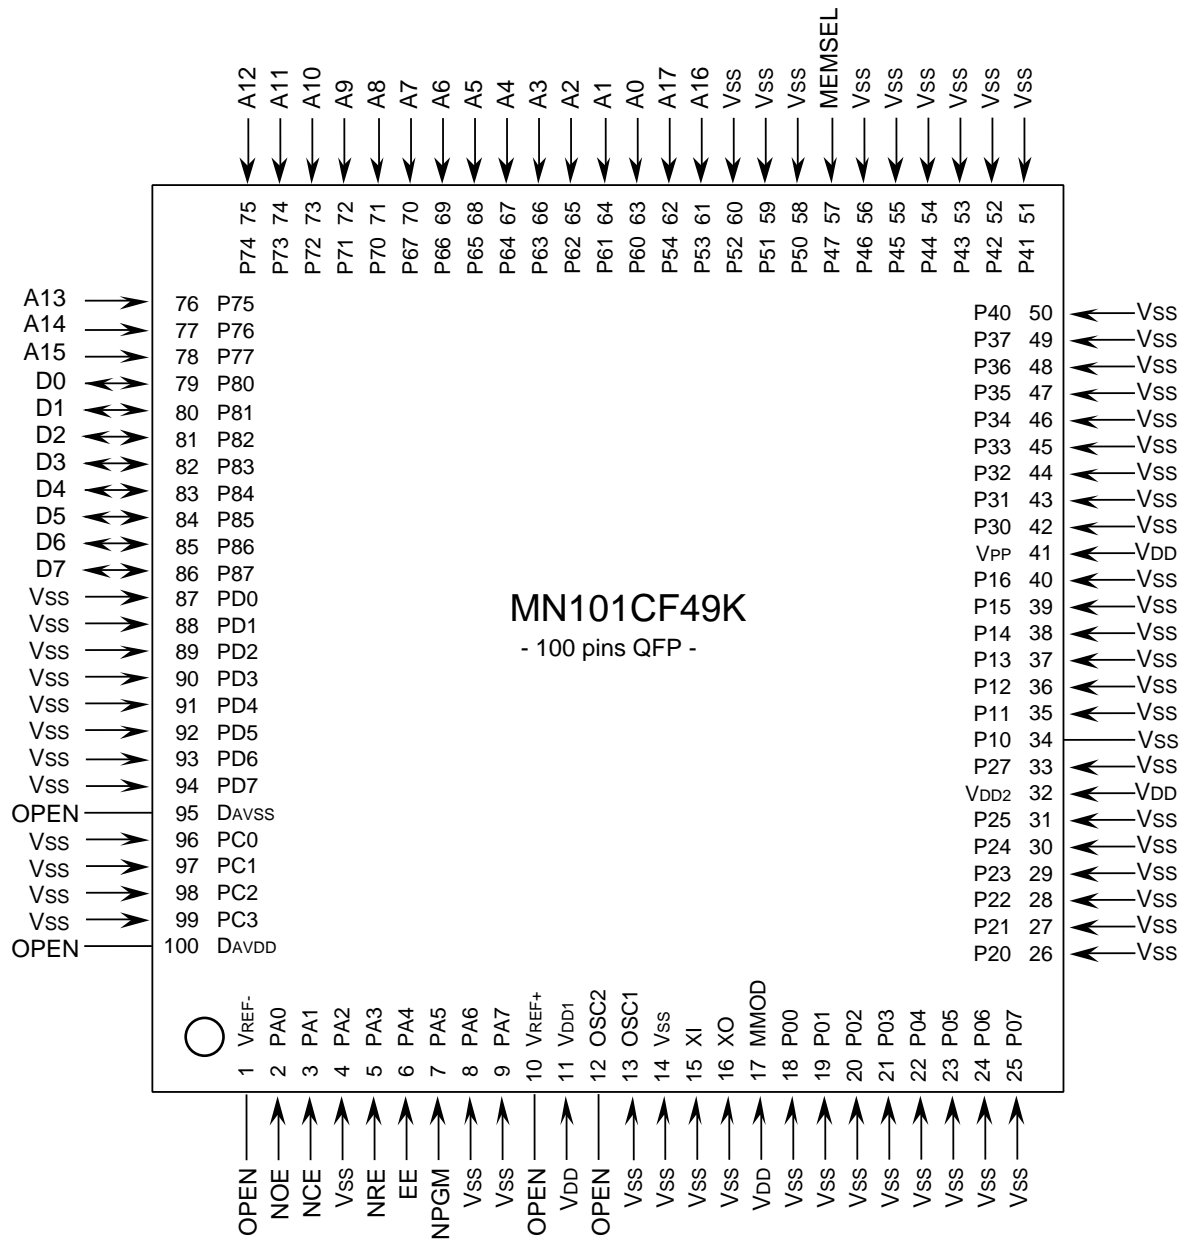 A12 A11 A10 A9 A8 A7 A6 A5 A4 A3 A2 A1 A0 A17 A16 VSS VSS VSS MEMSEL VSS VSS VSS VSS VSS VSS
75 74 73 72 71 70 69 68 67 66 65 64 63 62 61 60 59 58 57 56 55 54 53 52 51
P74 P73 P72 P71 P70 P67 P66 P65 P64 P63 P62 P61 P60 P54 P53 P52 P51 P50 P47 P46 P45 P44 P43 P42 P41
A13 76 P75
A14 77 P76
A15 78 P77
D0 79 P80
D1 80 P81
D2 81 P82
D3 82 P83
D4 83 P84
D5 84 P85
D6 85 P86
D7 86 P87
VSS 87 PD0
VSS 88 PD1
VSS 89 PD2
VSS 90 PD3
VSS 91 PD4
VSS 92 PD5
VSS 93 PD6
VSS 94 PD7
OPEN 95 DAVSS
VSS 96 PC0
VSS 97 PC1
VSS 98 PC2
VSS 99 PC3
OPEN 100 DAVDD
MN101CF49K
- 100 pins QFP -
P40 50 VSS
P37 49 VSS
P36 48 VSS
P35 47 VSS
P34 46 VSS
P33 45 VSS
P32 44 VSS
P31 43 VSS
P30 42 VSS
VPP 41 VDD
P16 40 VSS
P15 39 VSS
P14 38 VSS
P13 37 VSS
P12 36 VSS
P11 35 VSS
P10 34 VSS
P27 33 VSS
VDD2 32 VDD
P25 31 VSS
P24 30 VSS
P23 29 VSS
P22 28 VSS
P21 27 VSS
P20 26 VSS
VREF- PA0 PA1 PA2 PA3 PA4 PA5 PA6 PA7 VREF+ VDD1 OSC2 OSC1 VSS XI XO MMOD P00 P01 P02 P03 P04 P05 P06 P07
1 2 3 4 5 6 7 8 9 10 11 12 13 14 15 16 17 18 19 20 21 22 23 24 25
OPEN NOE NCE VSS NRE EE NPGM VSS VSS OPEN VDD OPEN VSS VSS VSS VSS VDD VSS VSS VSS VSS VSS VSS VSS VSS